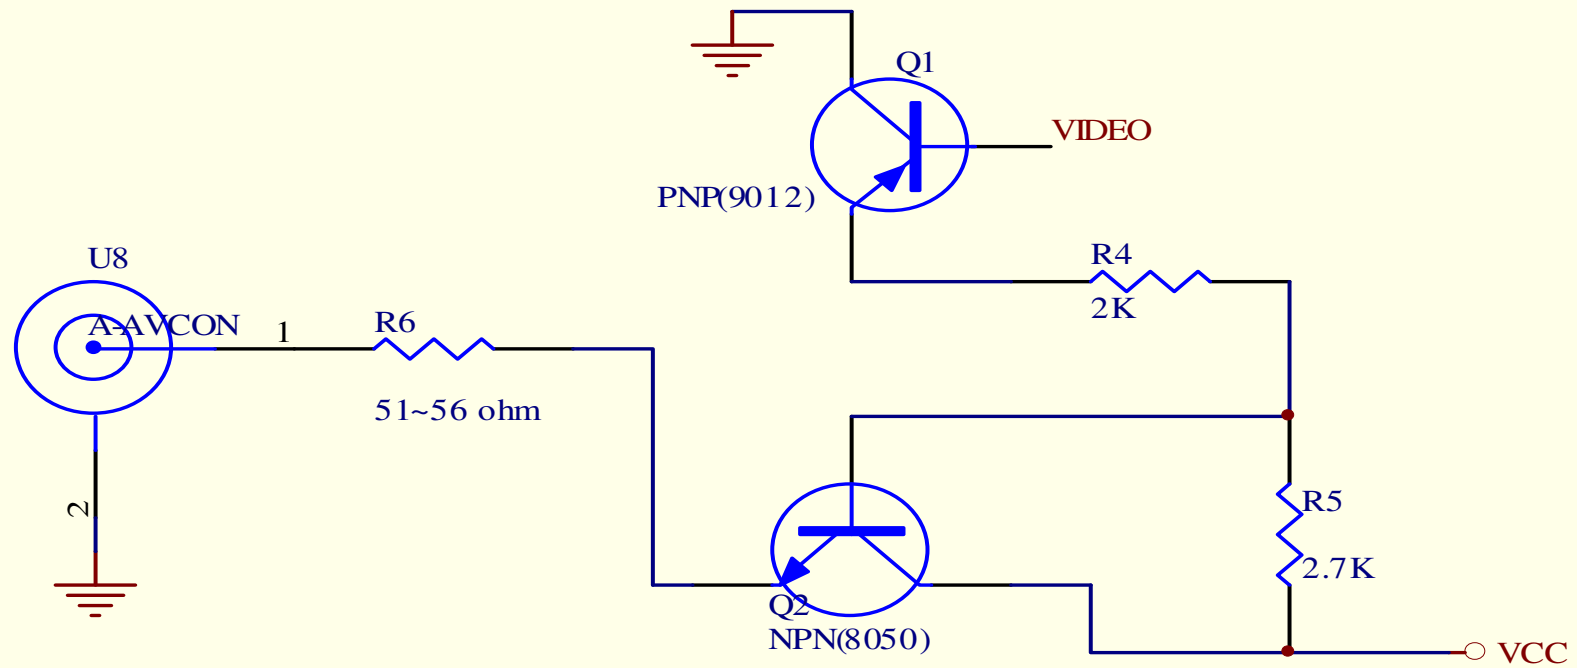 Q1
VIDEO
PNP(9012)
U8
R4
A-AVCON
1
R6
2K
51~56 ohm
2
R5
2.7K
Q2
NPN(8050)
VCC